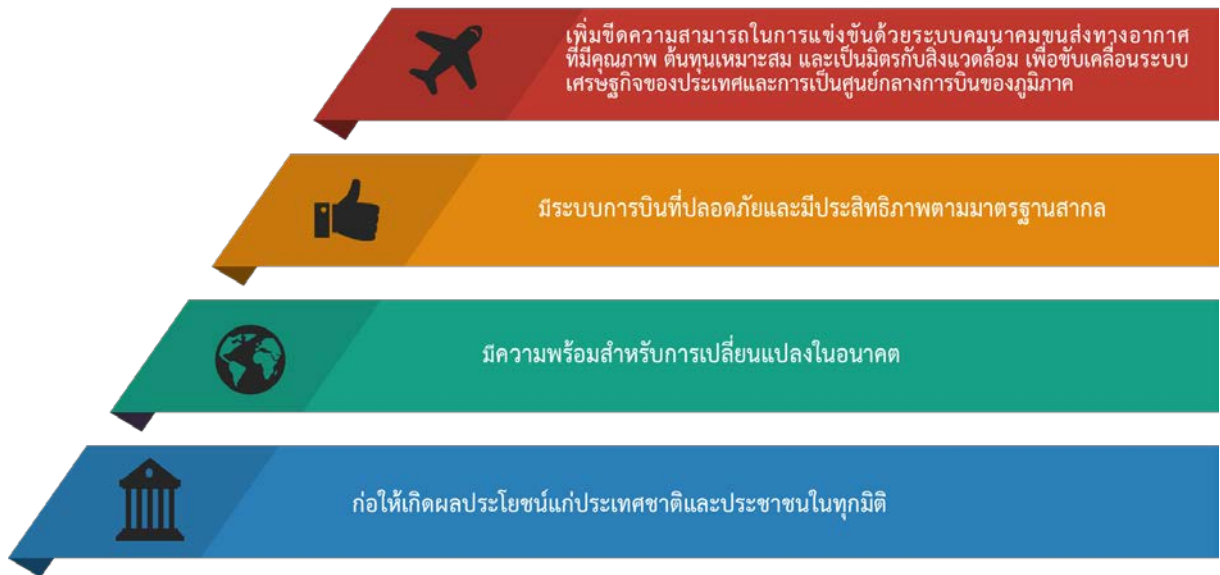 เพิ่มขีดความสามารถในการแข่งขันด้วยระบบคมนาคมขนส่งทางอากาศ
ที่มีคุณภาพ ต้นทุนเหมาะสม และเป็นมิตรกับสิ่งแวดล้อม เพื่อขับเคลื่อนระบบ
เศรษฐกิจของประเทศและการเป็นศูนย์กลางการบินของภูมิภาค
มีระบบการบินที่ปลอดภัยและมีประสิทธิภาพตามมาตรฐานสากล
มีความพร้อมสำหรับการเปลี่ยนแปลงในอนาคต
ก่อให้เกิดผลประโยชน์แก่ประเทศชาติและประชาชนในทุกมิติ